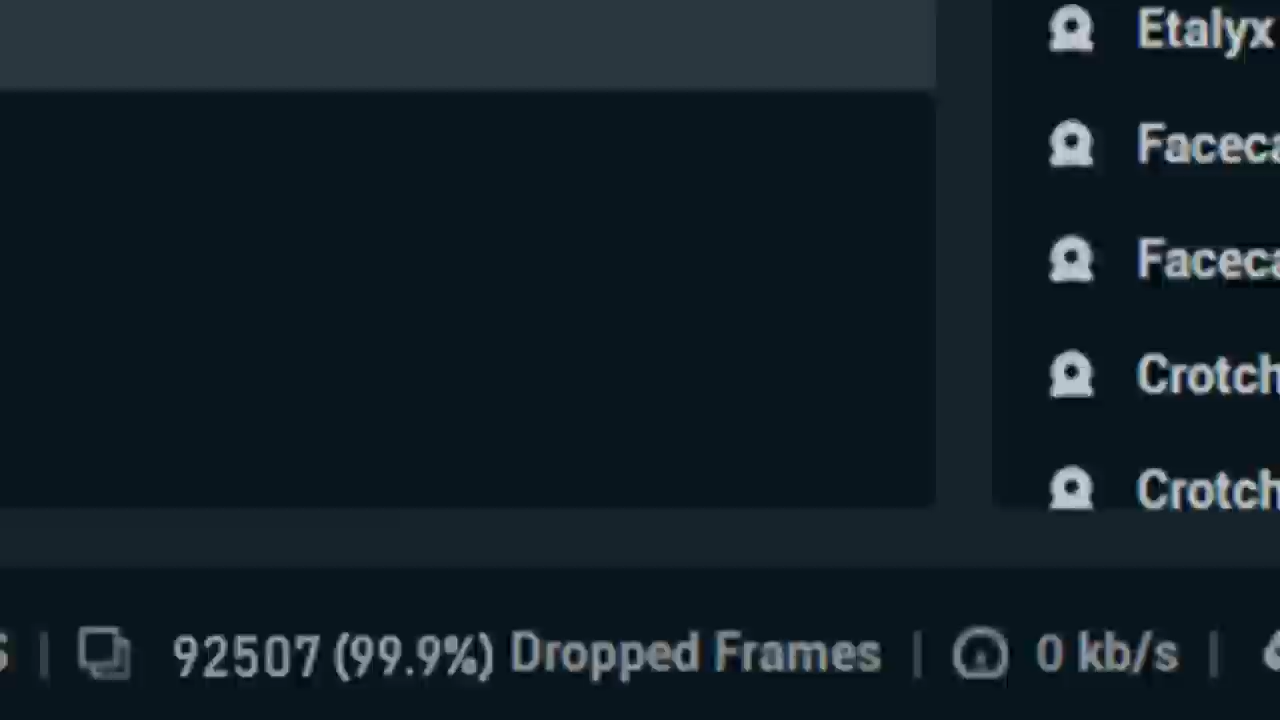 Etalyx
Faceca
Faceca
Crotch
Crotch
92507 (99.9%) Dropped Frames | 0 kb/s |